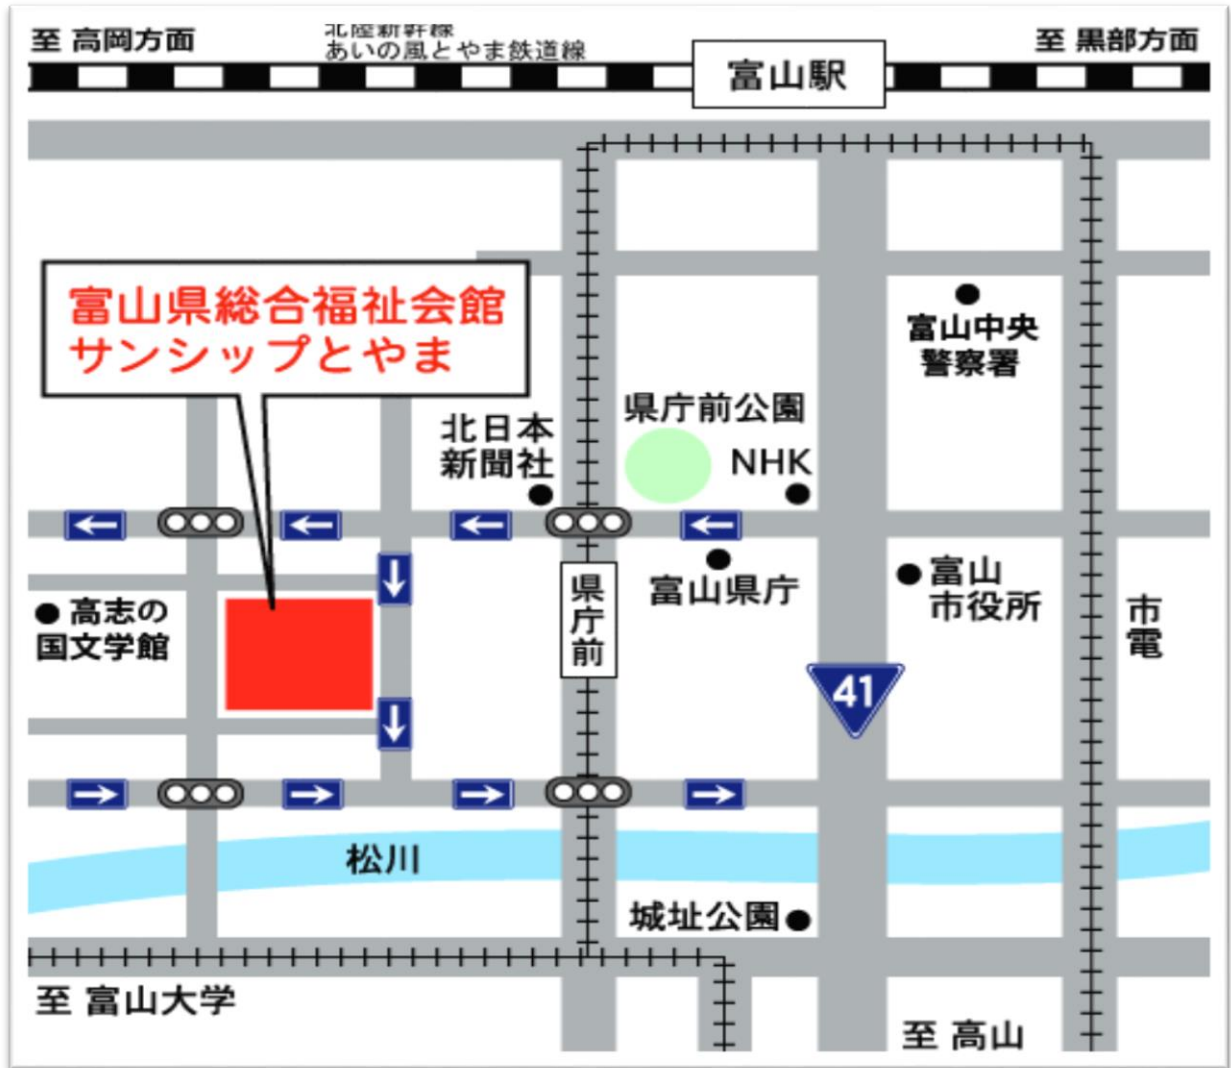 至 高岡方面
北陸新幹線
あいの風とやま鉄道線
至 黒部方面
富山駅
富山県総合福祉会館
サンシップとやま
富山中央
警察署
県庁前公園
北日本
新聞社
NHK
県庁前
富山県庁
富山
市役所
高志の
国文学館
市電
41
松川
城址公園
至 富山大学
至 高山